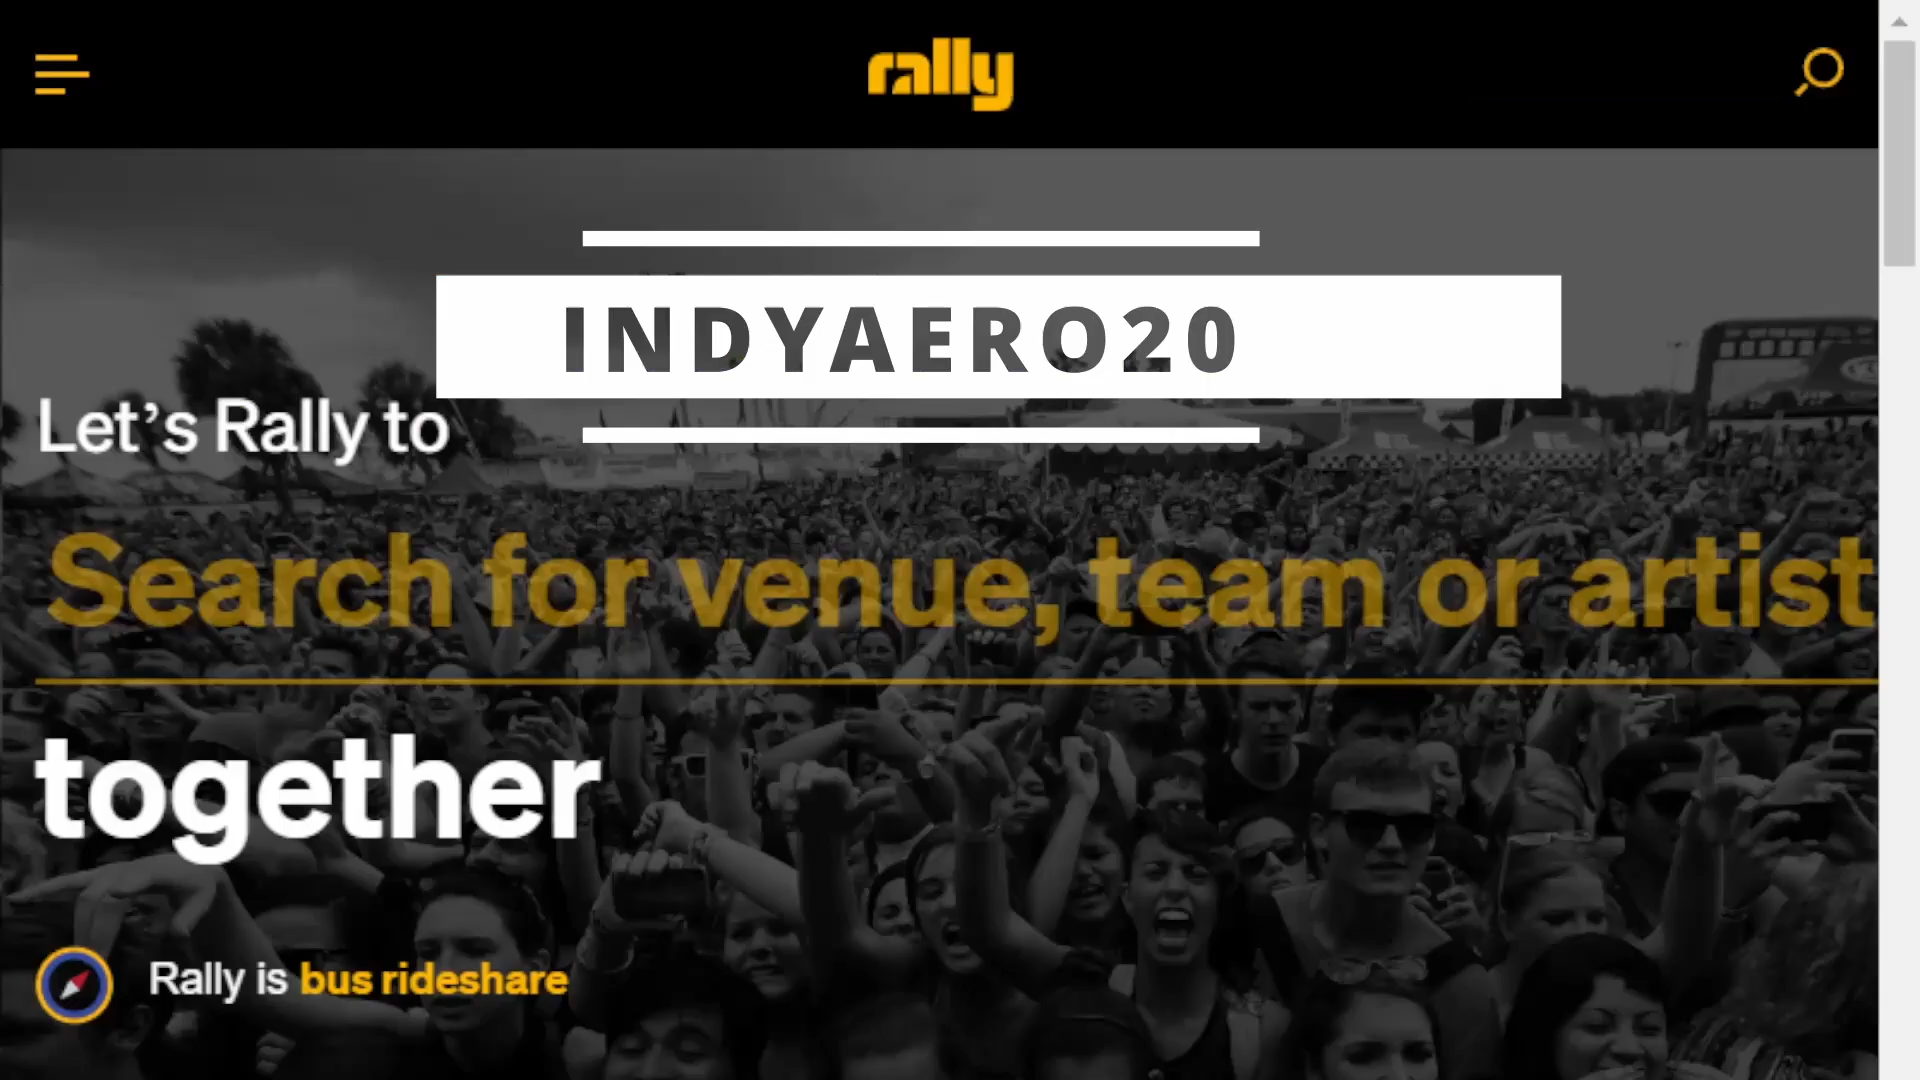 rally
INDYAERO20
Let's Rally to
Search for venue, team or artist
together
Rally is bus rideshare